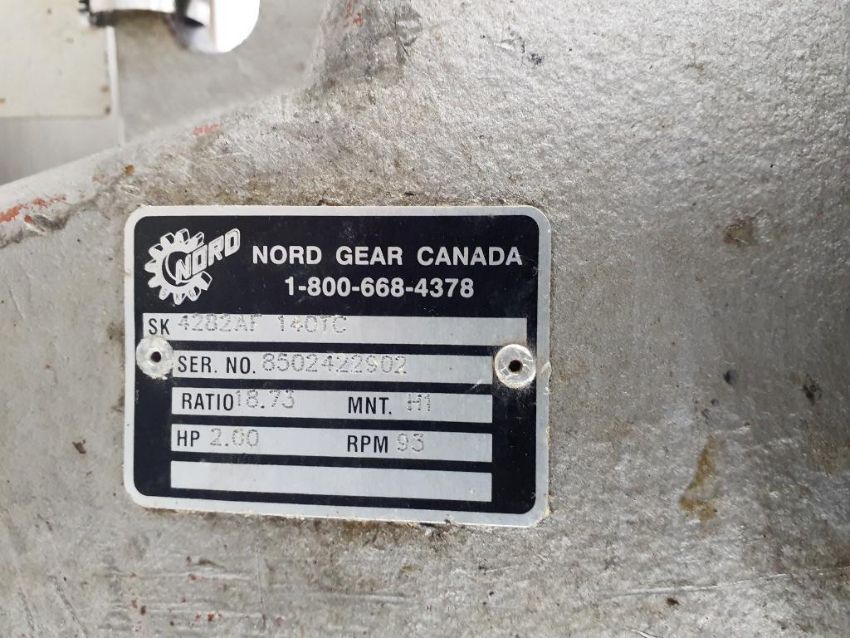 NORD
NORD GEAR CANADA
1-800-668-4378
SK 4282AF 140TC
SER. NO. 8502422902
RATIO 18.73 MNT. H1
HP 2.00 RPM 93